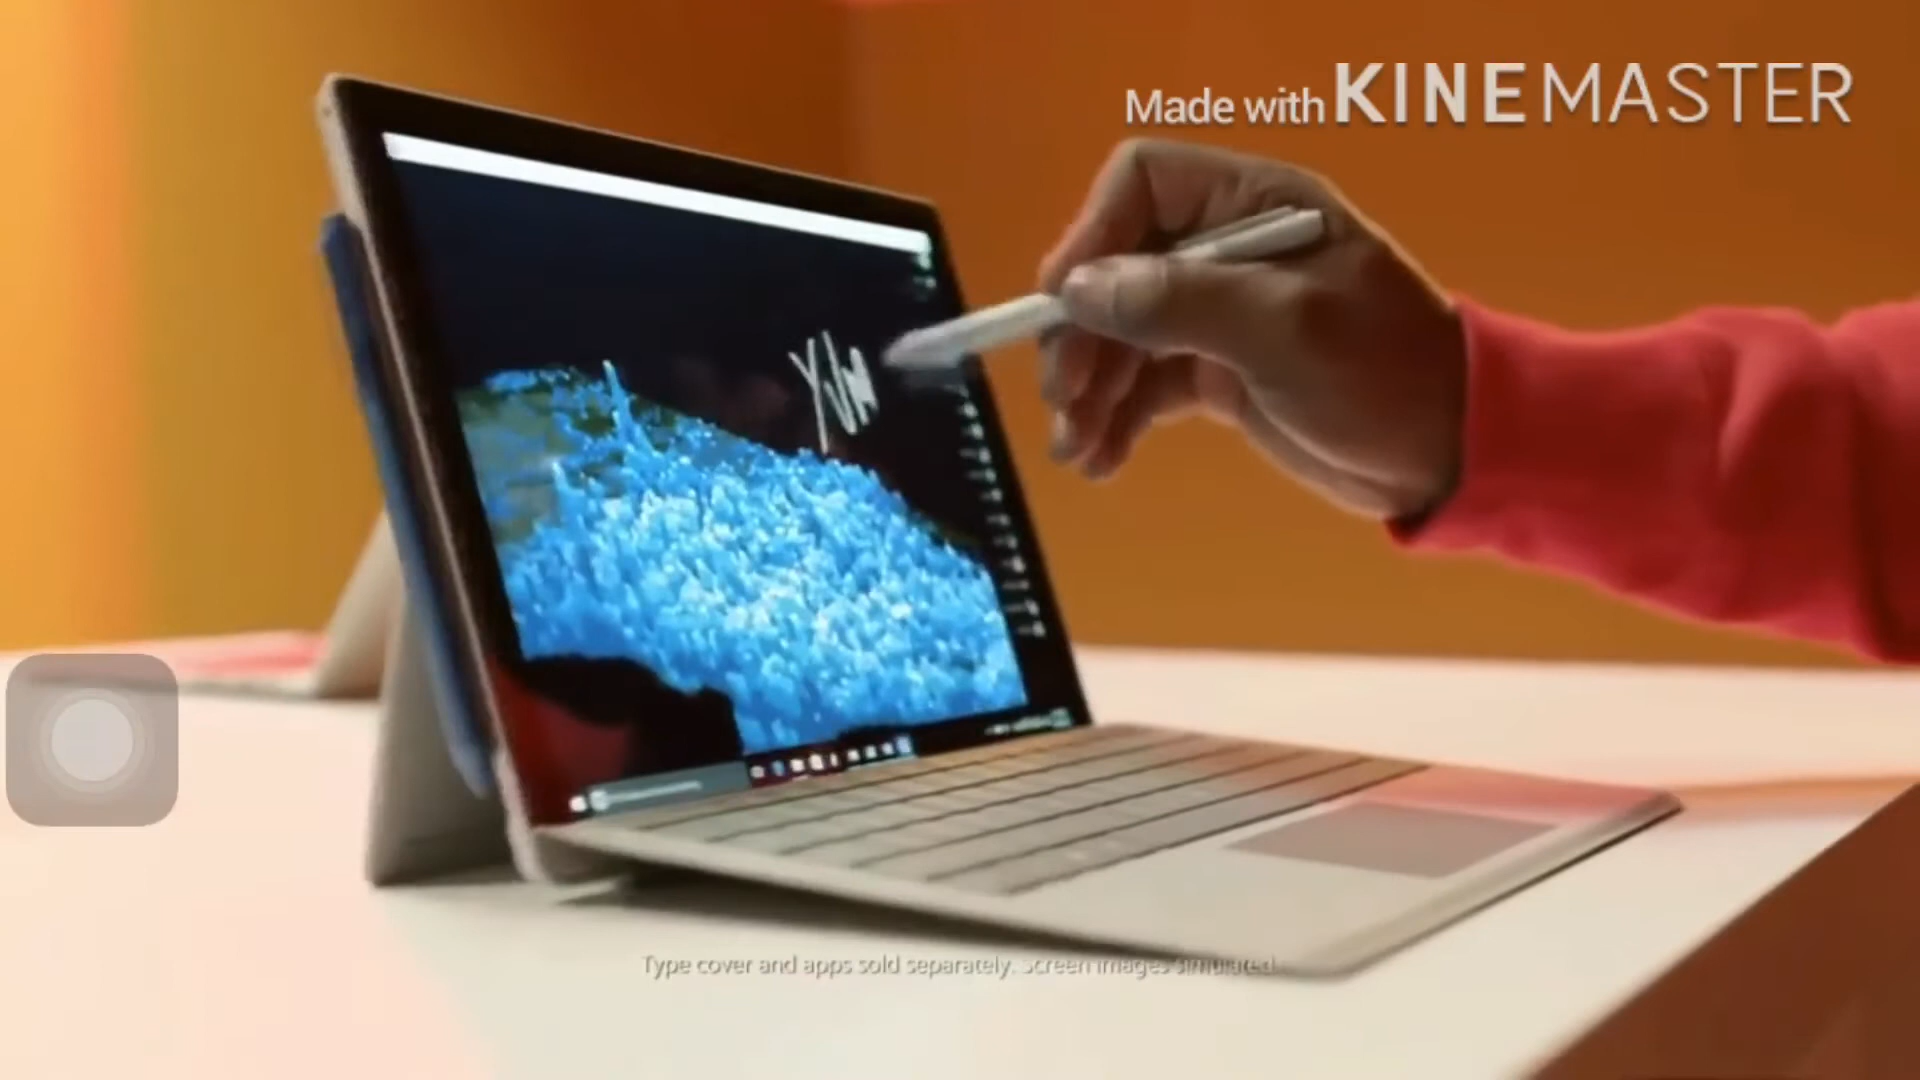 Made with KINEMASTER
Type cover and apps sold separately. Screen images simulated.